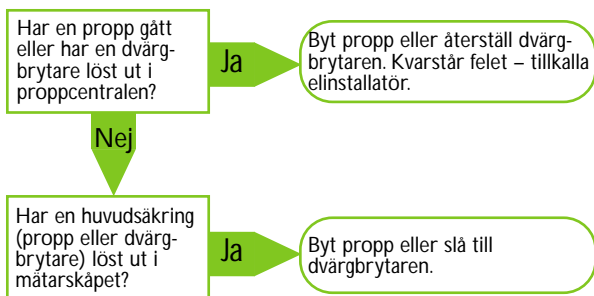 Har en propp gått
eller har en dvärg-
brytare löst ut i
proppcentralen?
Ja
Byt propp eller återställ dvärg-
brytaren. Kvarstår felet – tillkalla
elinstallatör.
Nej
Har en huvudsäkring
(propp eller dvärg-
brytare) löst ut i
mätarskåpet?
Ja
Byt propp eller slå till
dvärgbrytaren.